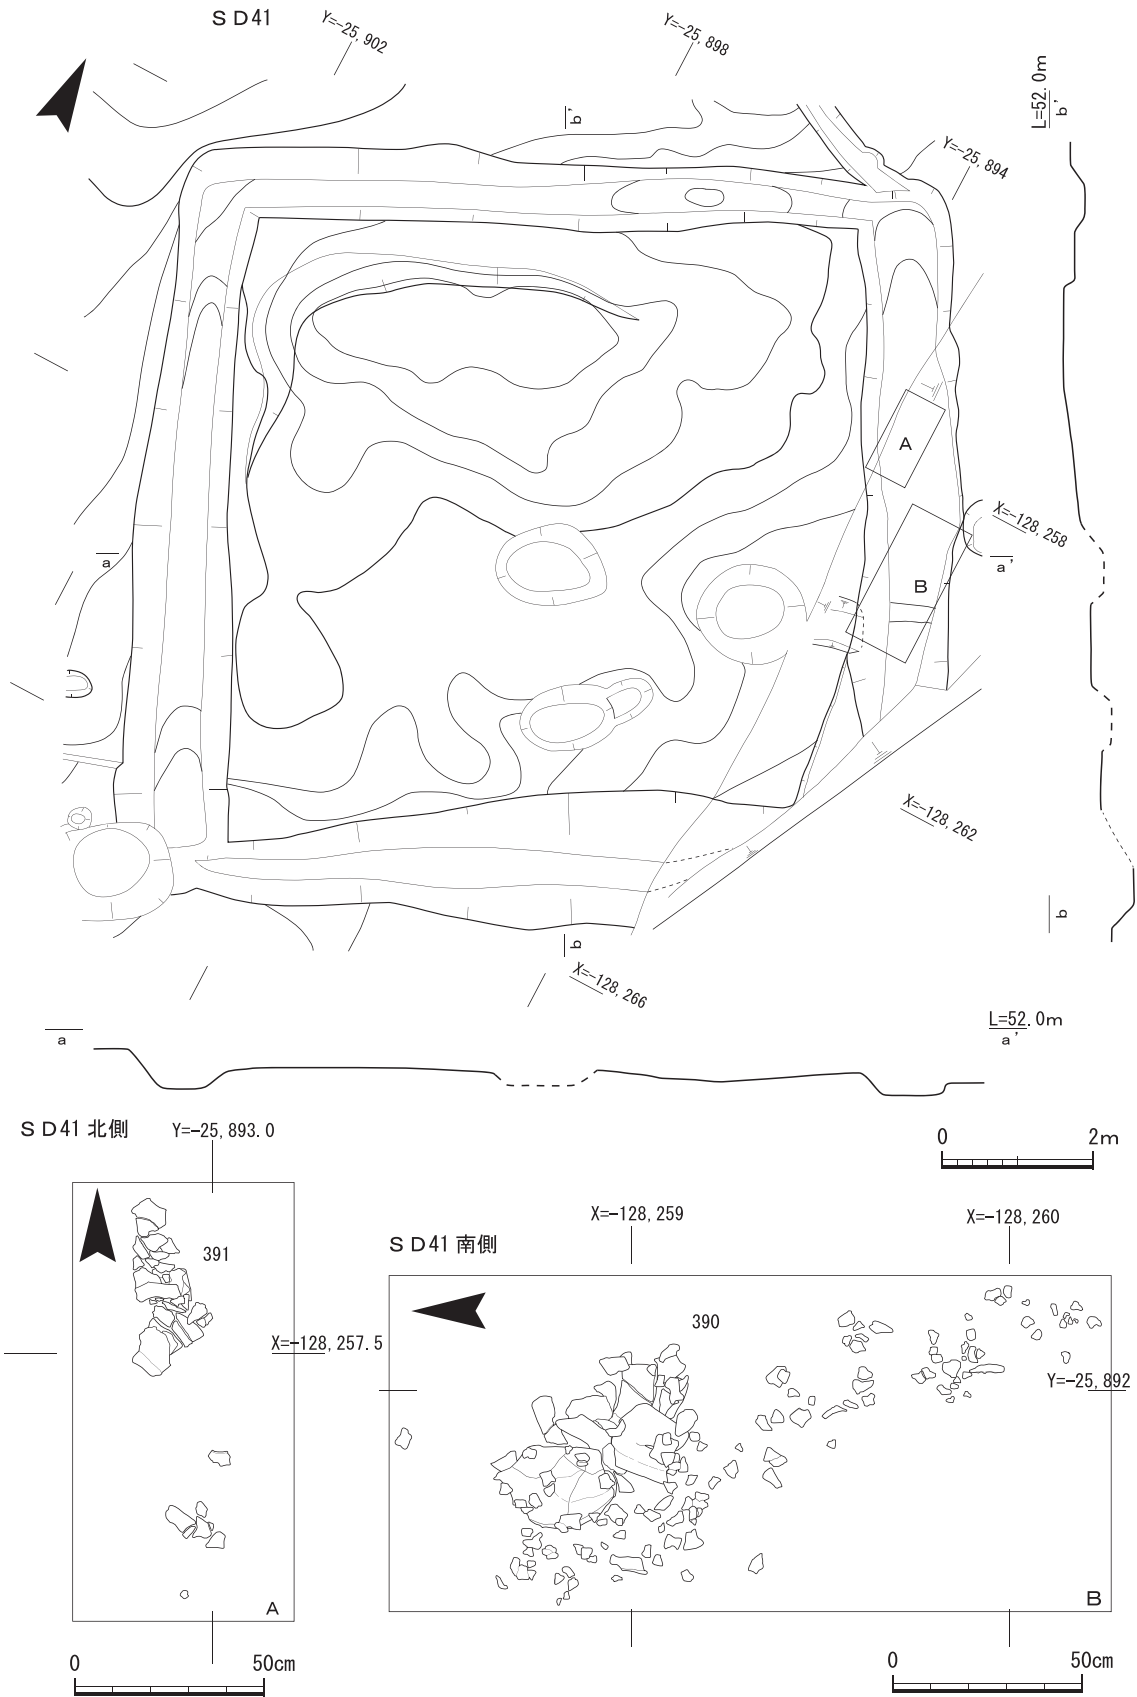 SD41
Y=-25,902
Y=-25,898
L=52.0m
b'
b'
Y=-25,894
A
X=-128,258
a
a'
B
X=-128,262
b
b
X=-128,266
L=52.0m
a
a'
SD41 北側
Y=-25,893.0
0 2m
391
X=-128,257.5
A
0 50cm
SD41 南側
X=-128,259
X=-128,260
390
Y=-25,892
B
0 50cm